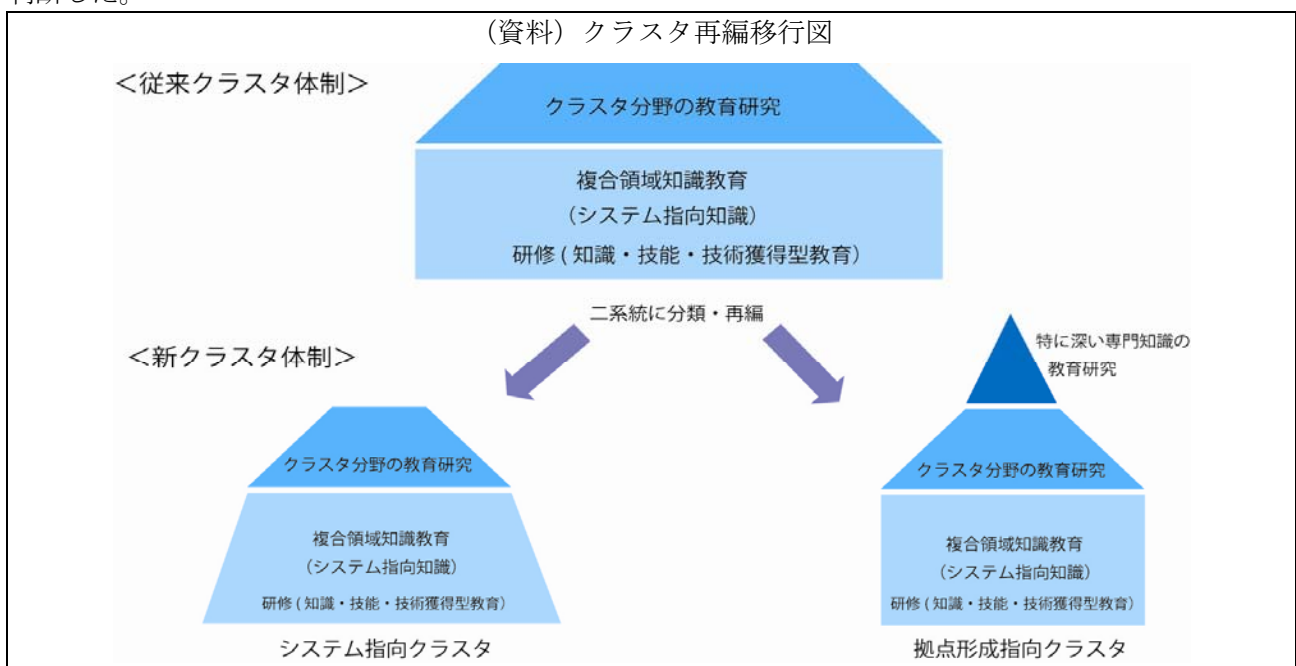 （資料）クラスタ再編移行図
＜従来クラスタ体制＞
クラスタ分野の教育研究
複合領域知識教育
（システム指向知識）
研修 ( 知識・技能・技術獲得型教育）
二系統に分類・再編
＜新クラスタ体制＞
特に深い専門知識の
教育研究
クラスタ分野の教育研究
複合領域知識教育
（システム指向知識）
研修 ( 知識・技能・技術獲得型教育）
システム指向クラスタ
クラスタ分野の教育研究
複合領域知識教育
（システム指向知識）
研修 ( 知識・技能・技術獲得型教育）
拠点形成指向クラスタ